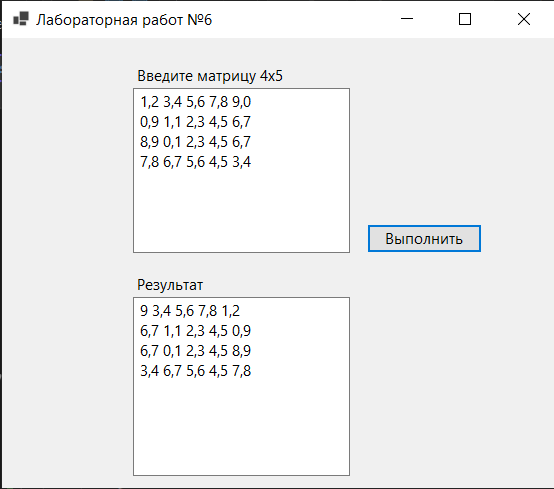 Лабораторная работ №6
Введите матрицу 4x5
1,2 3,4 5,6 7,8 9,0
0,9 1,1 2,3 4,5 6,7
8,9 0,1 2,3 4,5 6,7
7,8 6,7 5,6 4,5 3,4
Выполнить
Результат
9 3,4 5,6 7,8 1,2
6,7 1,1 2,3 4,5 0,9
6,7 0,1 2,3 4,5 8,9
3,4 6,7 5,6 4,5 7,8